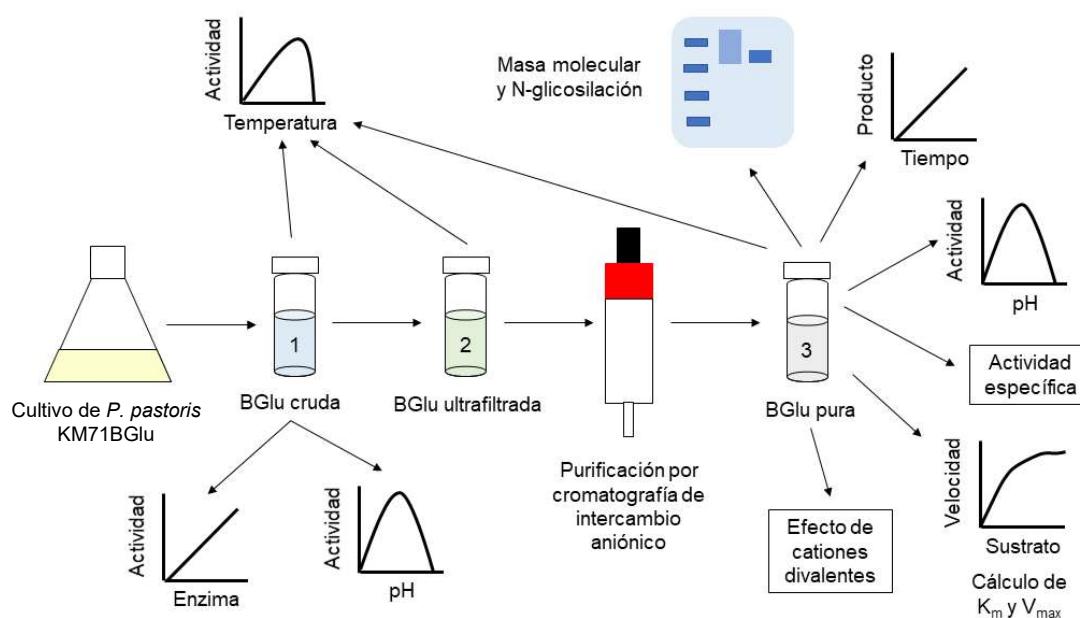 Actividad
Temperatura
Masa molecular
y N-glicosilación
Producto
Tiempo
Actividad
pH
1
2
3
Cultivo de P. pastoris
KM71BGlu
BGlu cruda
BGlu ultrafiltrada
Purificación por
cromatografía de
intercambio
aniónico
BGlu pura
Actividad
específica
Actividad
Enzima
Actividad
pH
Efecto de
cationes
divalentes
Velocidad
Sustrato
Cálculo de
Km y Vmax